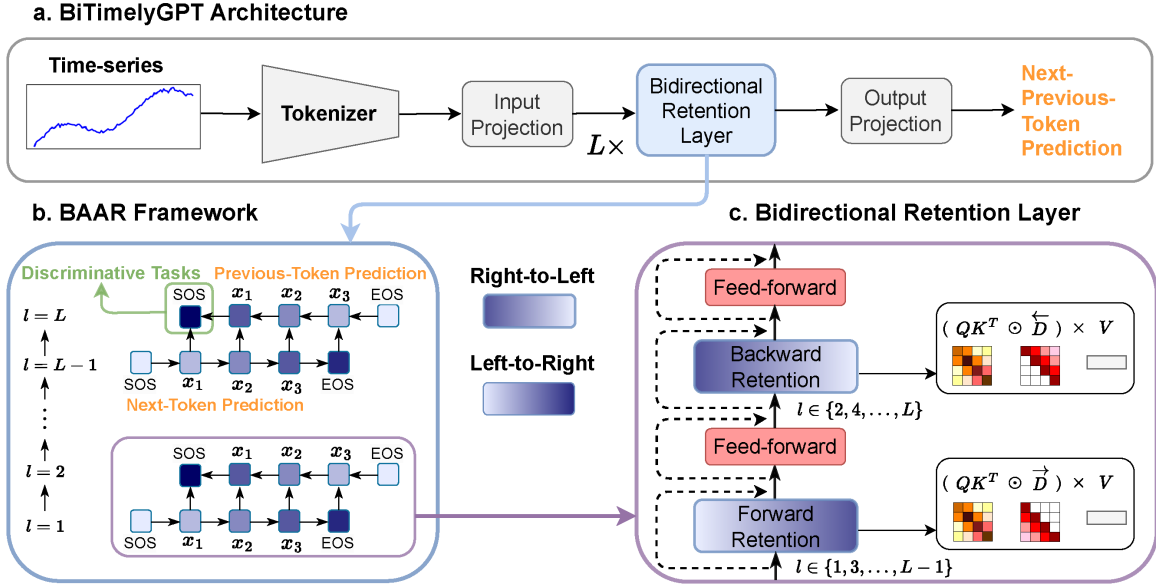 a. BiTimelyGPT Architecture
Time-series
Tokenizer
Input
Projection
L×
Bidirectional
Retention
Layer
Output
Projection
Next-
Previous-
Token
Prediction
b. BAAR Framework
Discriminative Tasks
Previous-Token Prediction
SOS
x₁
x₂
x₃
EOS
l = L
l = L − 1
SOS
x₁
x₂
x₃
EOS
Next-Token Prediction
⋮
SOS
x₁
x₂
x₃
EOS
l = 2
l = 1
SOS
x₁
x₂
x₃
EOS
Right-to-Left
Left-to-Right
c. Bidirectional Retention Layer
Feed-forward
Backward
Retention
l ∈ {2, 4, . . . , L}
( QKᵀ ⊙ D⃖ ) × V
Feed-forward
Forward
Retention
l ∈ {1, 3, . . . , L − 1}
( QKᵀ ⊙ D⃗ ) × V